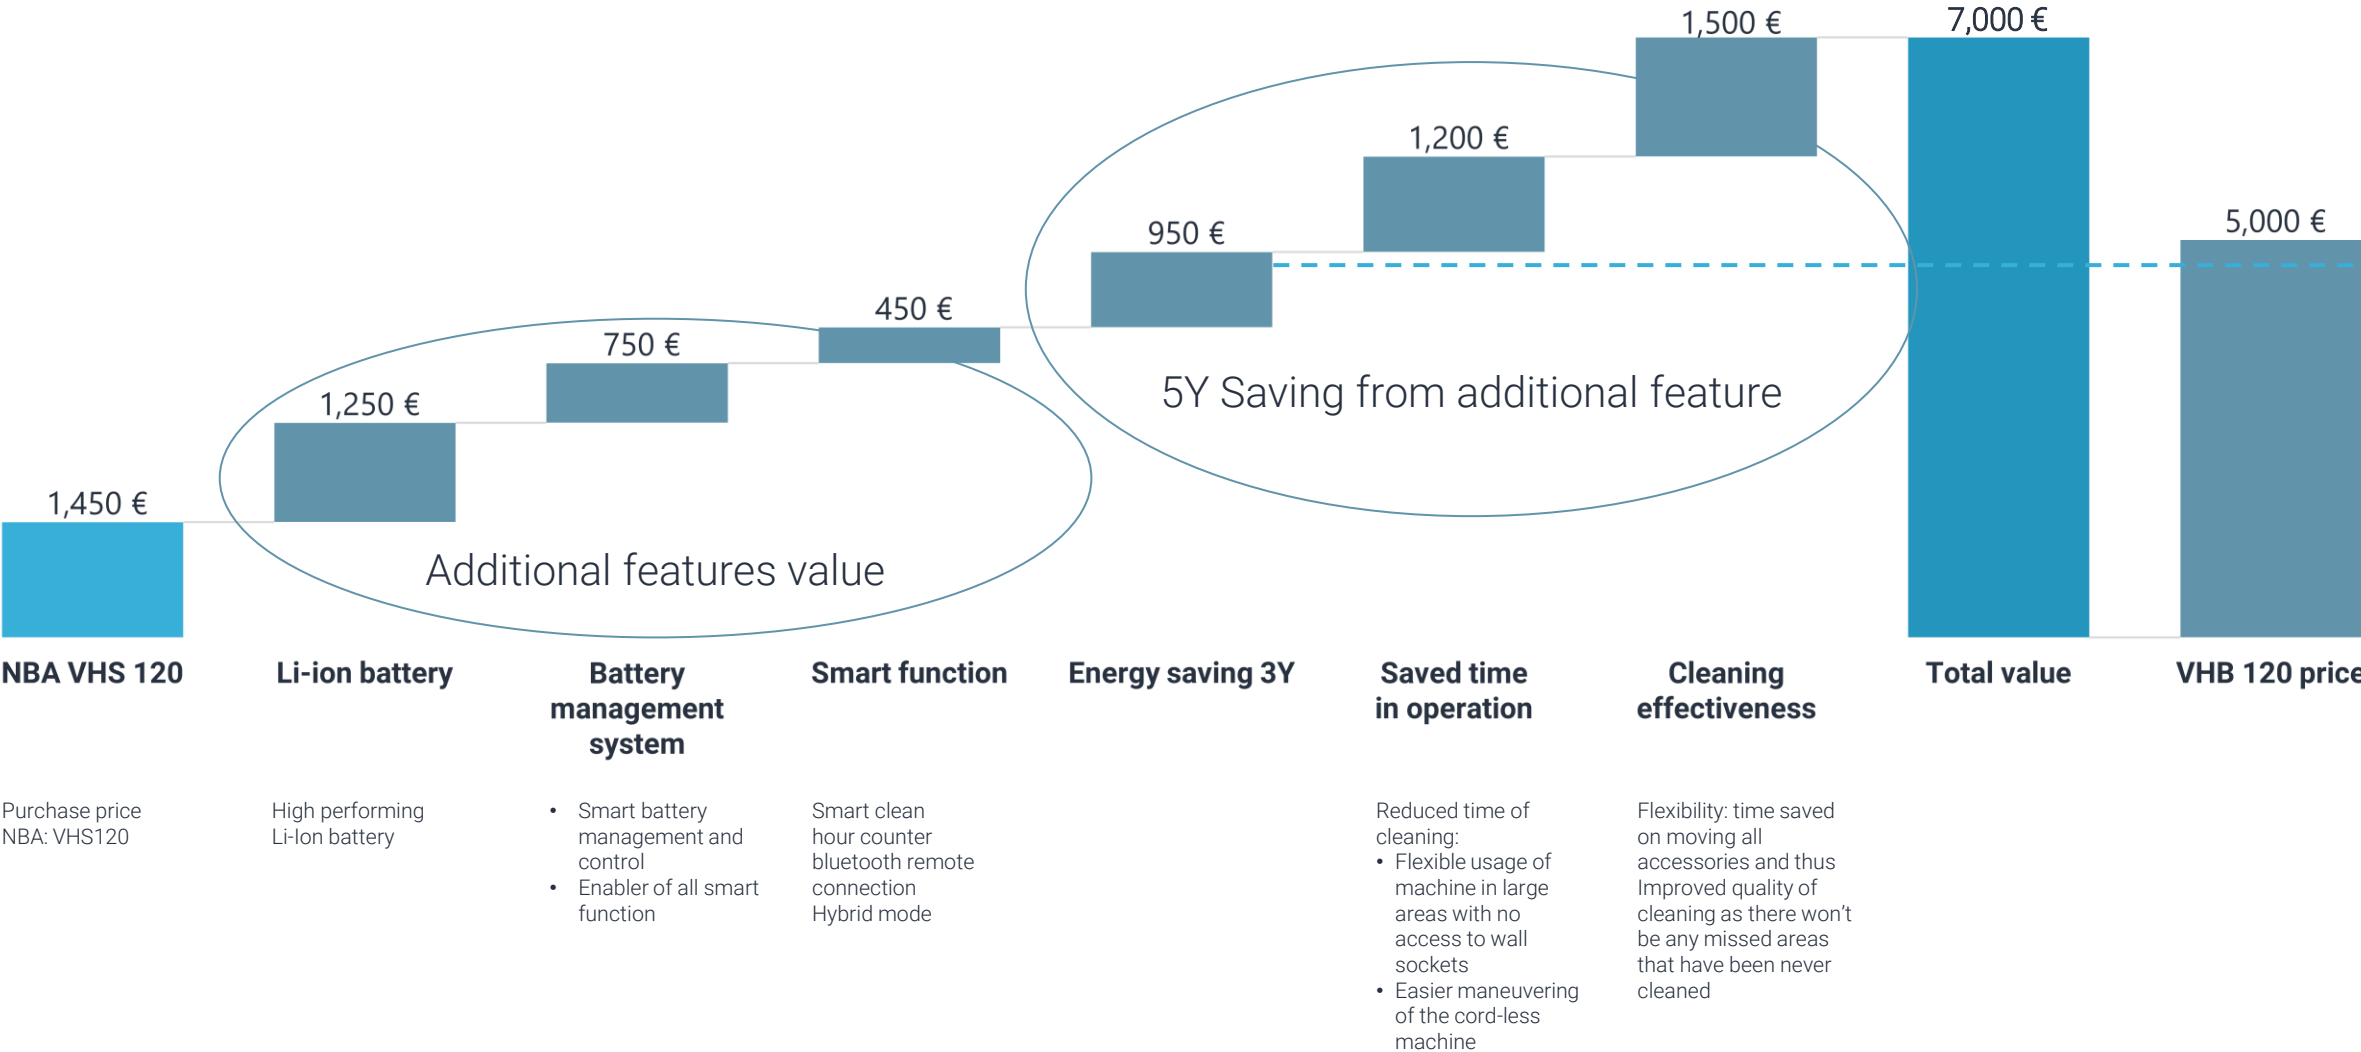 1,500 €
7,000 €
1,200 €
5,000 €
950 €
450 €
750 €
1,250 €
5Y Saving from additional feature
1,450 €
Additional features value
NBA VHS 120
Li-ion battery
Battery
management
system
Smart function
Energy saving 3Y
Saved time
in operation
Cleaning
effectiveness
Total value
VHB 120 price
Purchase price
NBA: VHS120
High performing
Li-Ion battery
• Smart battery
management and
control
• Enabler of all smart
function
Smart clean
hour counter
bluetooth remote
connection
Hybrid mode
Reduced time of
cleaning:
• Flexible usage of
machine in large
areas with no
access to wall
sockets
• Easier maneuvering
of the cord-less
machine
Flexibility: time saved
on moving all
accessories and thus
Improved quality of
cleaning as there won’t
be any missed areas
that have been never
cleaned